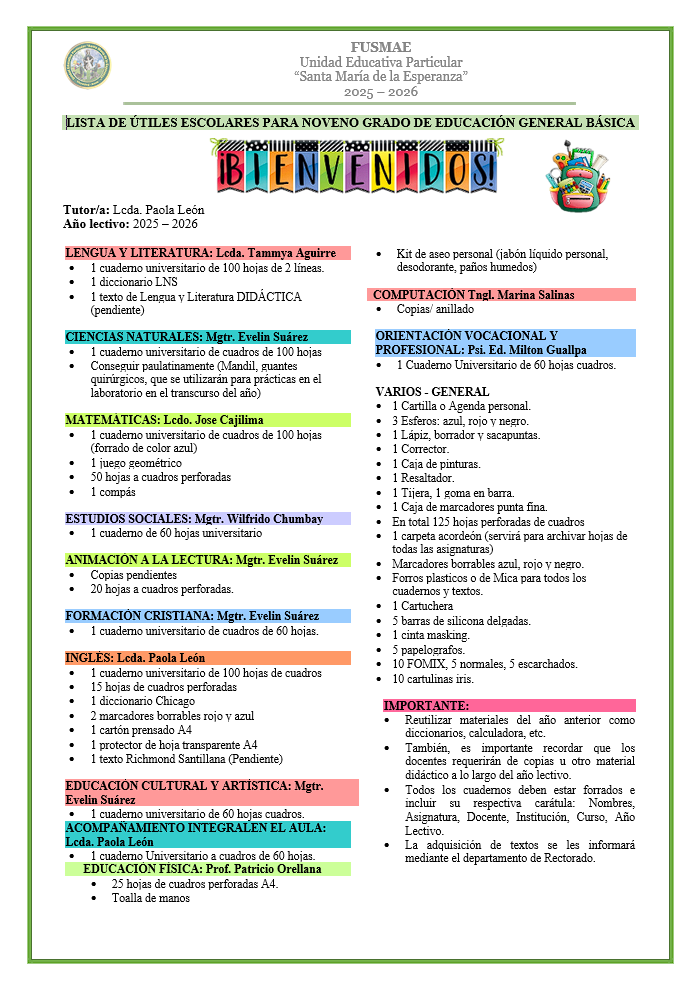 FUSMAE
Unidad Educativa Particular
“Santa María de la Esperanza”
2025 – 2026
LISTA DE ÚTILES ESCOLARES PARA NOVENO GRADO DE EDUCACIÓN GENERAL BÁSICA
¡BIENVENIDOS!
Tutor/a: Lcda. Paola León
Año lectivo: 2025 – 2026
LENGUA Y LITERATURA: Lcda. Tammya Aguirre
• 1 cuaderno universitario de 100 hojas de 2 líneas.
• 1 diccionario LNS
• 1 texto de Lengua y Literatura DIDÁCTICA
(pendiente)
CIENCIAS NATURALES: Mgtr. Evelin Suárez
• 1 cuaderno universitario de cuadros de 100 hojas
• Conseguir paulatinamente (Mandil, guantes
quirúrgicos, que se utilizarán para prácticas en el
laboratorio en el transcurso del año)
MATEMÁTICAS: Lcdo. Jose Cajilima
• 1 cuaderno universitario de cuadros de 100 hojas
(forrado de color azul)
• 1 juego geométrico
• 50 hojas a cuadros perforadas
• 1 compás
ESTUDIOS SOCIALES: Mgtr. Wilfrido Chumbay
• 1 cuaderno de 60 hojas universitario
ANIMACIÓN A LA LECTURA: Mgtr. Evelin Suárez
• Copias pendientes
• 20 hojas a cuadros perforadas.
FORMACIÓN CRISTIANA: Mgtr. Evelin Suárez
• 1 cuaderno universitario de cuadros de 60 hojas.
INGLÉS: Lcda. Paola León
• 1 cuaderno universitario de 100 hojas de cuadros
• 15 hojas de cuadros perforadas
• 1 diccionario Chicago
• 2 marcadores borrables rojo y azul
• 1 cartón prensado A4
• 1 protector de hoja transparente A4
• 1 texto Richmond Santillana (Pendiente)
EDUCACIÓN CULTURAL Y ARTÍSTICA: Mgtr.
Evelin Suárez
• 1 cuaderno universitario de 60 hojas cuadros.
ACOMPAÑAMIENTO INTEGRALEN EL AULA:
Lcda. Paola León
• 1 cuaderno Universitario a cuadros de 60 hojas.
EDUCACIÓN FÍSICA: Prof. Patricio Orellana
• 25 hojas de cuadros perforadas A4.
• Toalla de manos
• Kit de aseo personal (jabón líquido personal,
desodorante, paños humedos)
COMPUTACIÓN Tngl. Marina Salinas
• Copias/ anillado
ORIENTACIÓN VOCACIONAL Y
PROFESIONAL: Psi. Ed. Milton Guallpa
• 1 Cuaderno Universitario de 60 hojas cuadros.
VARIOS - GENERAL
• 1 Cartilla o Agenda personal.
• 3 Esferos: azul, rojo y negro.
• 1 Lápiz, borrador y sacapuntas.
• 1 Corrector.
• 1 Caja de pinturas.
• 1 Resaltador.
• 1 Tijera, 1 goma en barra.
• 1 Caja de marcadores punta fina.
• En total 125 hojas perforadas de cuadros
• 1 carpeta acordeón (servirá para archivar hojas de
todas las asignaturas)
• Marcadores borrables azul, rojo y negro.
• Forros plasticos o de Mica para todos los
cuadernos y textos.
• 1 Cartuchera
• 5 barras de silicona delgadas.
• 1 cinta masking.
• 5 papelografos.
• 10 FOMIX, 5 normales, 5 escarchados.
• 10 cartulinas iris.
IMPORTANTE:
• Reutilizar materiales del año anterior como
diccionarios, calculadora, etc.
• También, es importante recordar que los
docentes requerirán de copias u otro material
didáctico a lo largo del año lectivo.
• Todos los cuadernos deben estar forrados e
incluir su respectiva carátula: Nombres,
Asignatura, Docente, Institución, Curso, Año
Lectivo.
• La adquisición de textos se les informará
mediante el departamento de Rectorado.